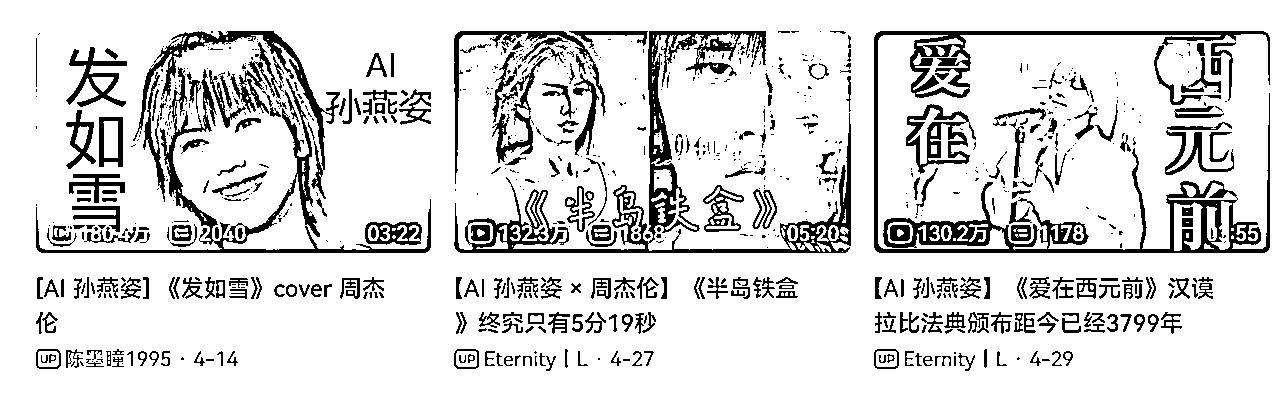 发如雪
AI
孙燕姿
180.4万 2040 03:22
[AI 孙燕姿] 《发如雪》cover 周杰
伦
UP 陈墨瞳1995 · 4-14
《半岛铁盒》
132.3万 1868 05:20
【AI 孙燕姿 × 周杰伦】《半岛铁盒
》终究只有5分19秒
UP Eternity丨L · 4-27
爱在
西元前
130.2万 1178 :55
【AI 孙燕姿】《爱在西元前》汉谟
拉比法典颁布距今已经3799年
UP Eternity丨L · 4-29